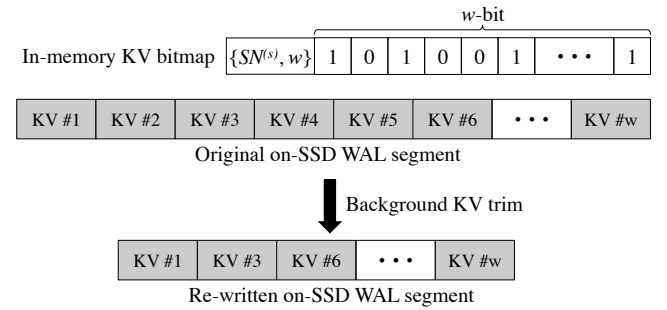 w-bit
In-memory KV bitmap {SN(s), w} 1 0 1 0 0 1 • • • 1
KV #1 KV #2 KV #3 KV #4 KV #5 KV #6 • • • KV #w
Original on-SSD WAL segment
Background KV trim
KV #1 KV #3 KV #6 • • • KV #w
Re-written on-SSD WAL segment